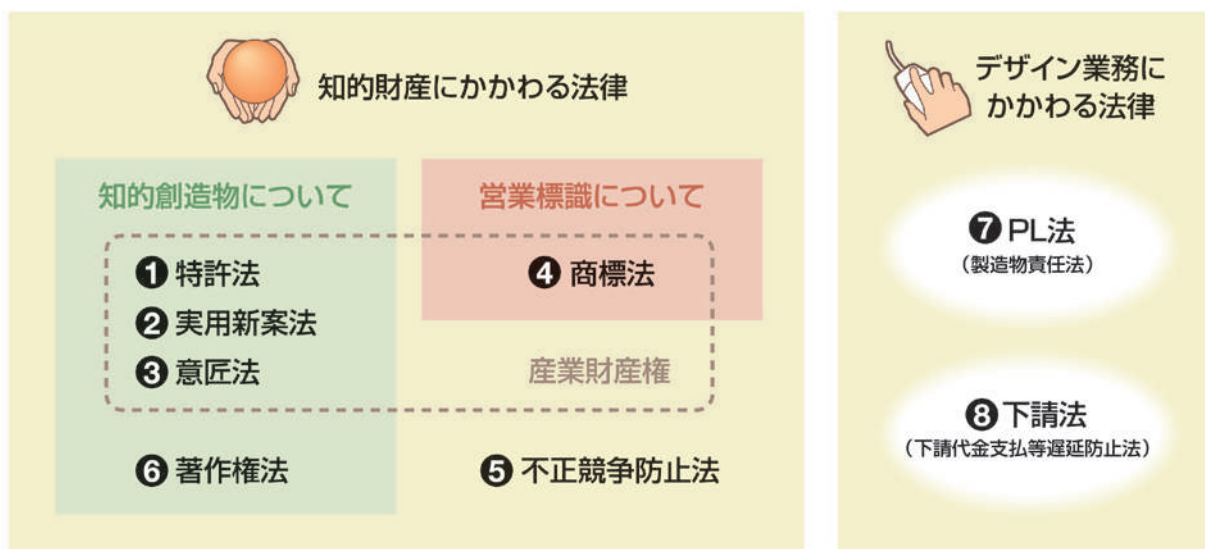 知的財産にかかわる法律
知的創造物について
❶特許法
❷実用新案法
❸意匠法
❻著作権法
営業標識について
❹商標法
産業財産権
❺不正競争防止法
デザイン業務に
かかわる法律
❼PL法
（製造物責任法）
❽下請法
（下請代金支払等遅延防止法）